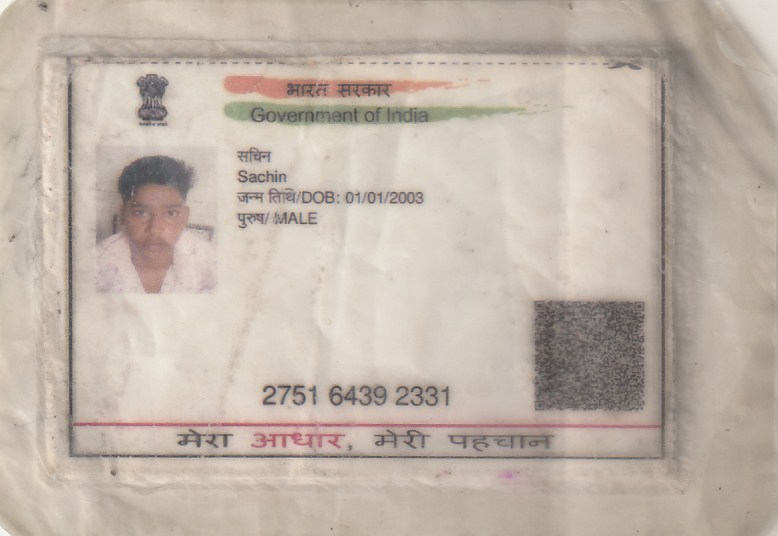 भारत सरकार
Government of India
सचिन
Sachin
जन्म तिथि/DOB: 01/01/2003
पुरुष/ MALE
2751 6439 2331
मेरा आधार, मेरी पहचान